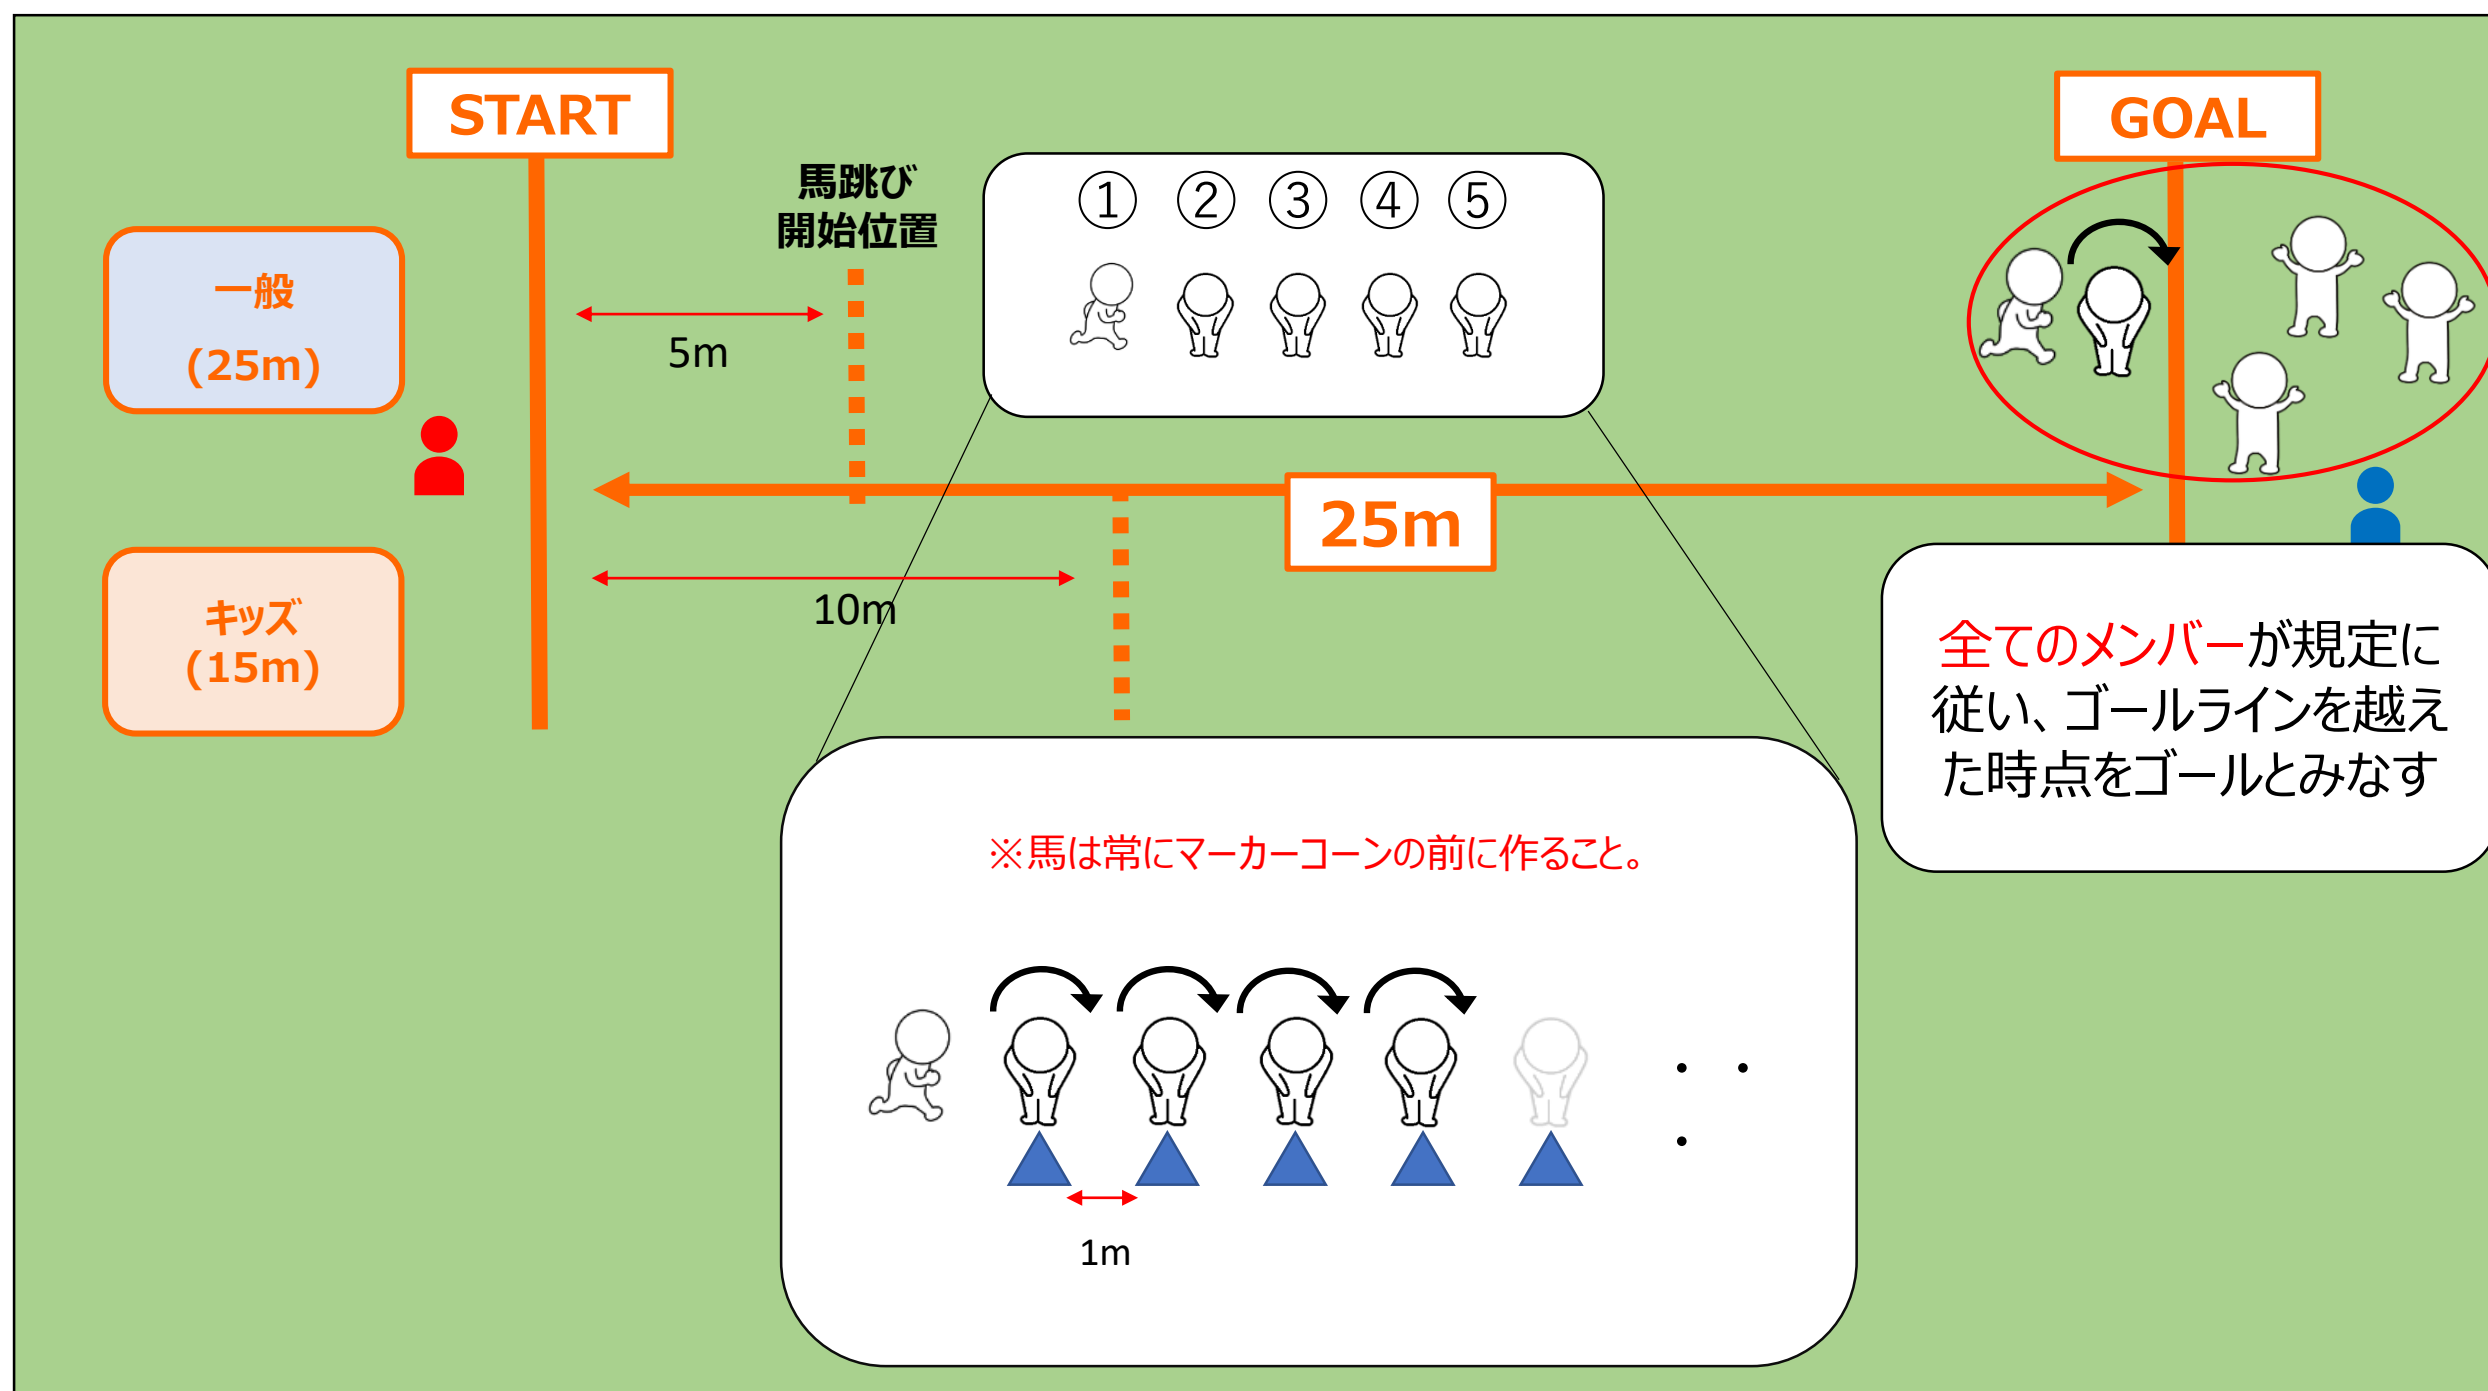 START
GOAL
馬跳び
開始位置
① ② ③ ④ ⑤
一般
(25m)
5m
25m
キッズ
(15m)
10m
全てのメンバーが規定に
従い、ゴールラインを越え
た時点をゴールとみなす
※馬は常にマーカーコーンの前に作ること。
・・
・
1m